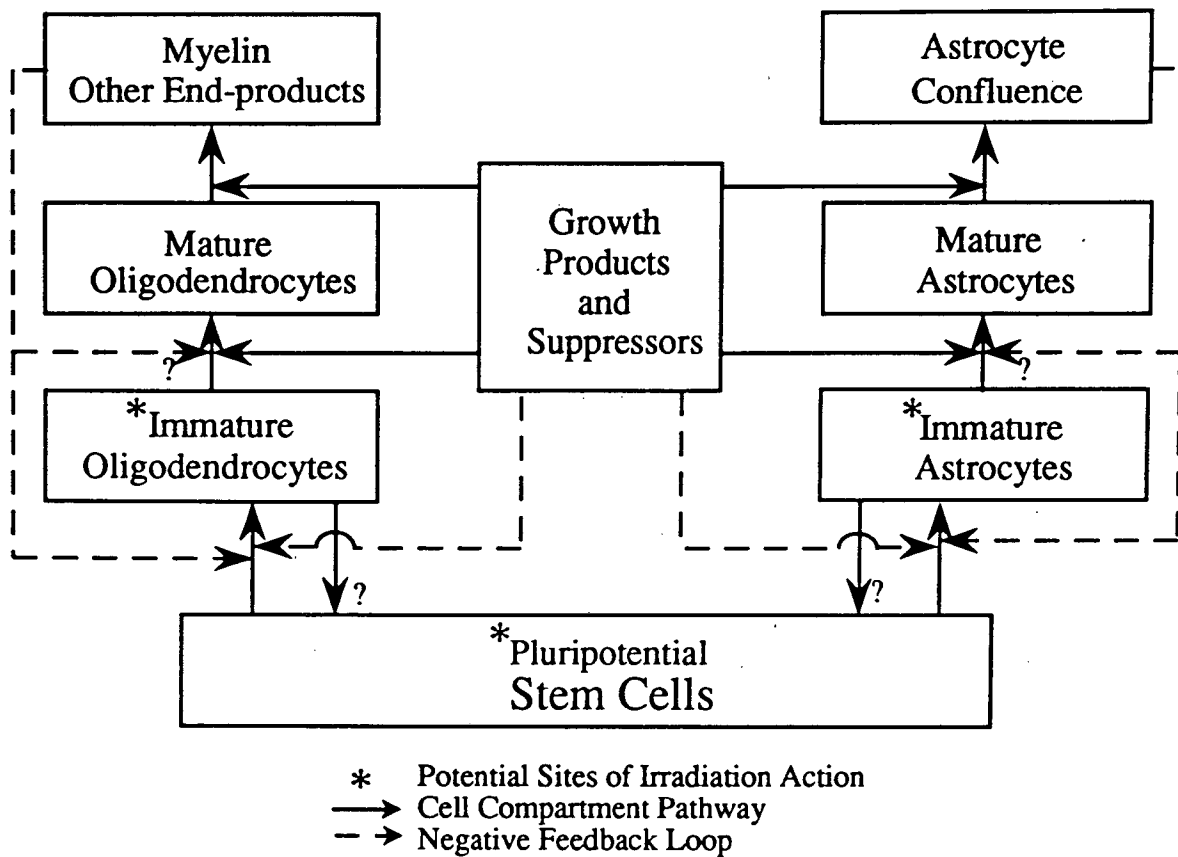 Myelin
Other End-products
Astrocyte
Confluence
Growth
Products
and
Suppressors
Mature
Oligodendrocytes
Mature
Astrocytes
?
?
*Immature
Oligodendrocytes
*Immature
Astrocytes
?
?
*Pluripotential
Stem Cells
* Potential Sites of Irradiation Action
Cell Compartment Pathway
Negative Feedback Loop